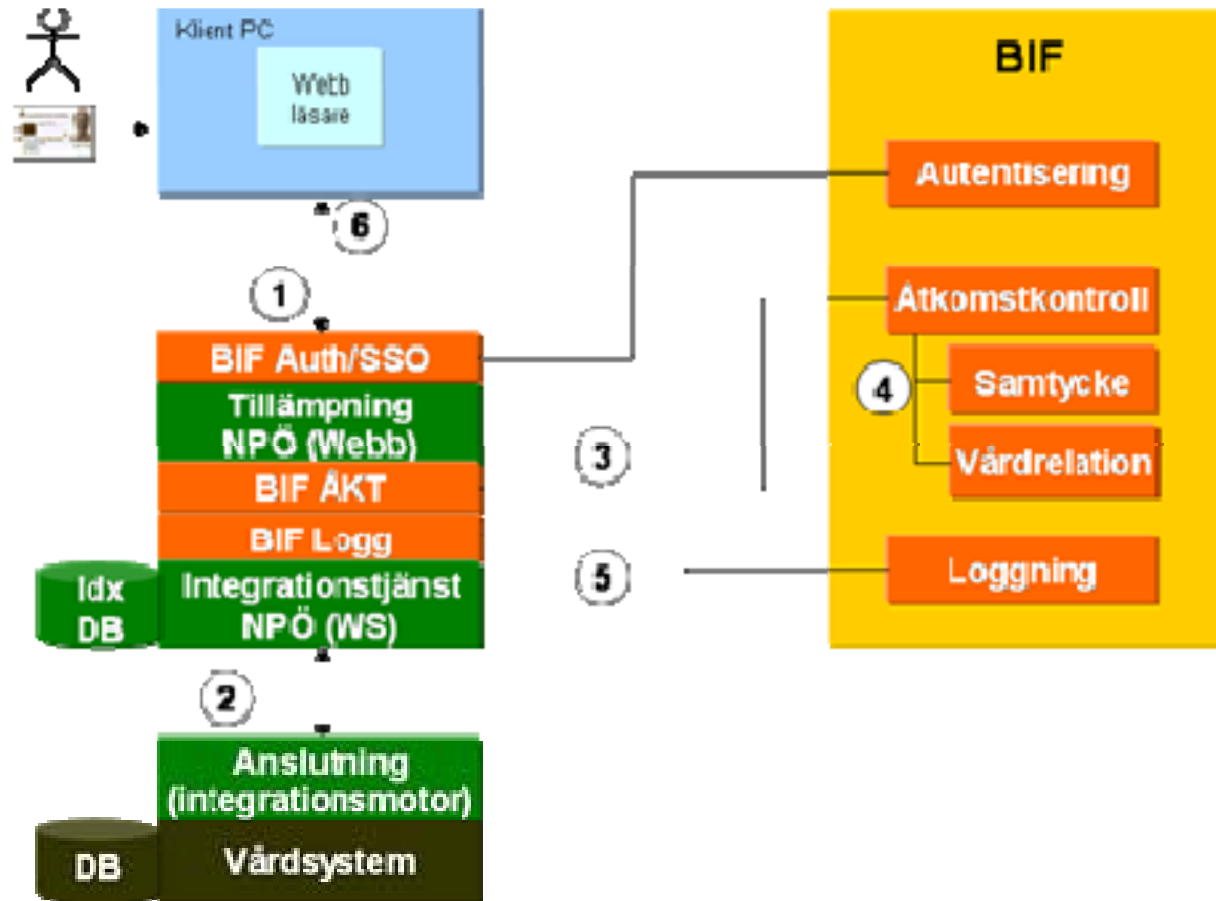 Klient PC
Webb
läsare
6
1
BIF Auth/SSO
Tillämpning
NPÖ (Webb)
BIF ÅKT
BIF Logg
Idx
DB
Integrationstjänst
NPÖ (WS)
2
Anslutning
(integrationsmotor)
DB
Vårdsystem
3
5
BIF
Autentisering
Åtkomstkontroll
4
Samtycke
Vårdrelation
Loggning